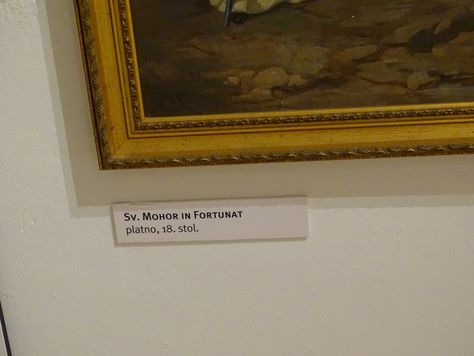 Sv. Mohor in Fortunat
platno, 18. stol.